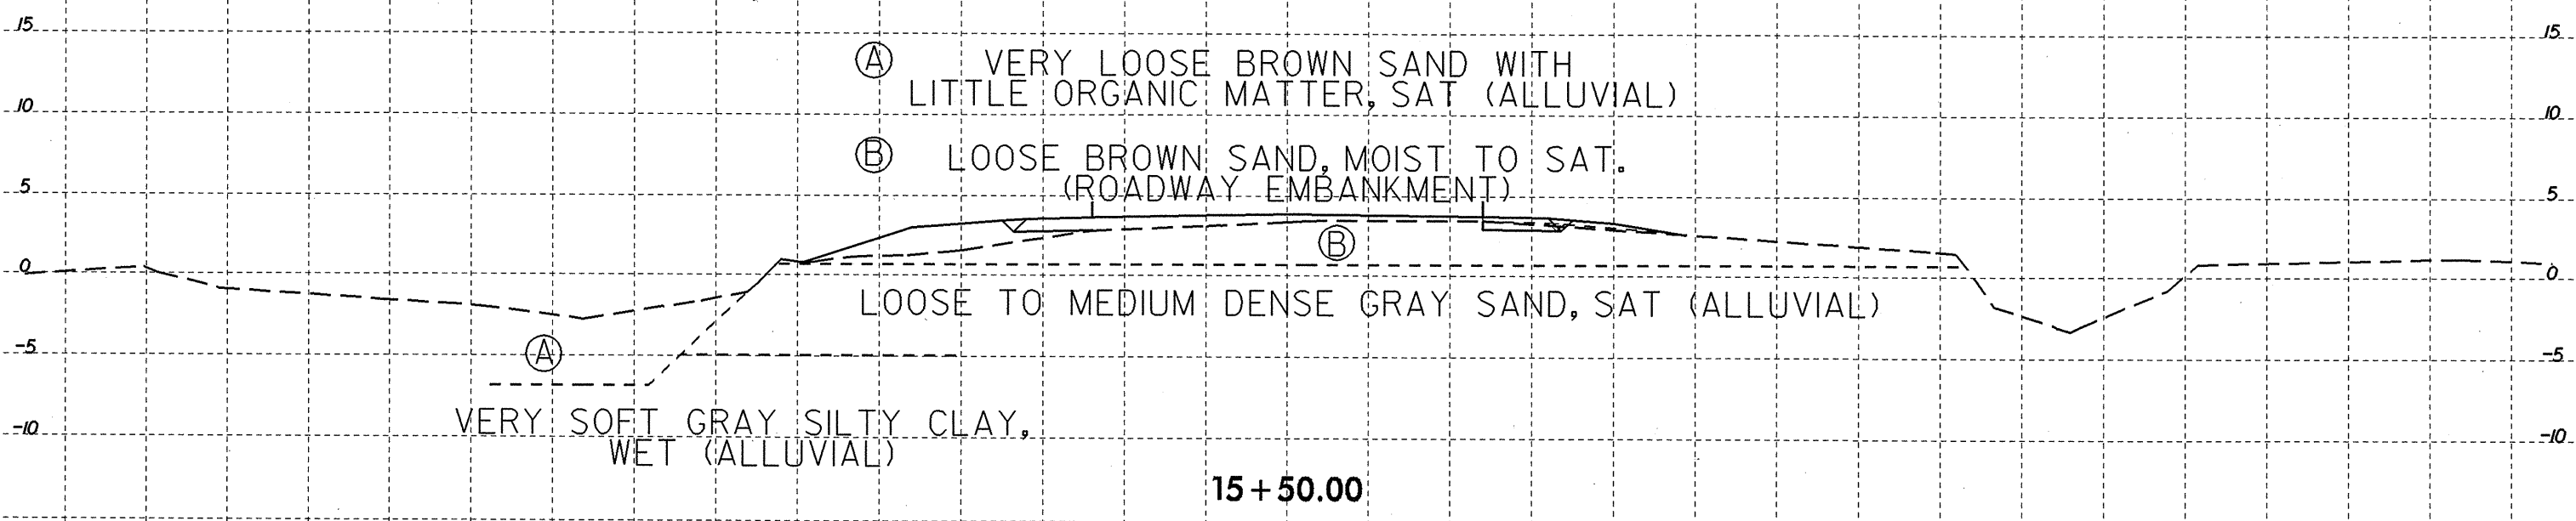 15 15
Ⓐ VERY LOOSE BROWN SAND WITH
LITTLE ORGANIC MATTER, SAT (ALLUVIAL)
10 10
Ⓑ LOOSE BROWN SAND, MOIST TO SAT.
(ROADWAY EMBANKMENT)
5 5
Ⓑ
0 0
LOOSE TO MEDIUM DENSE GRAY SAND, SAT (ALLUVIAL)
-5 Ⓐ -5
VERY SOFT GRAY SILTY CLAY,
-10 -10
WET (ALLUVIAL)
15+50.00